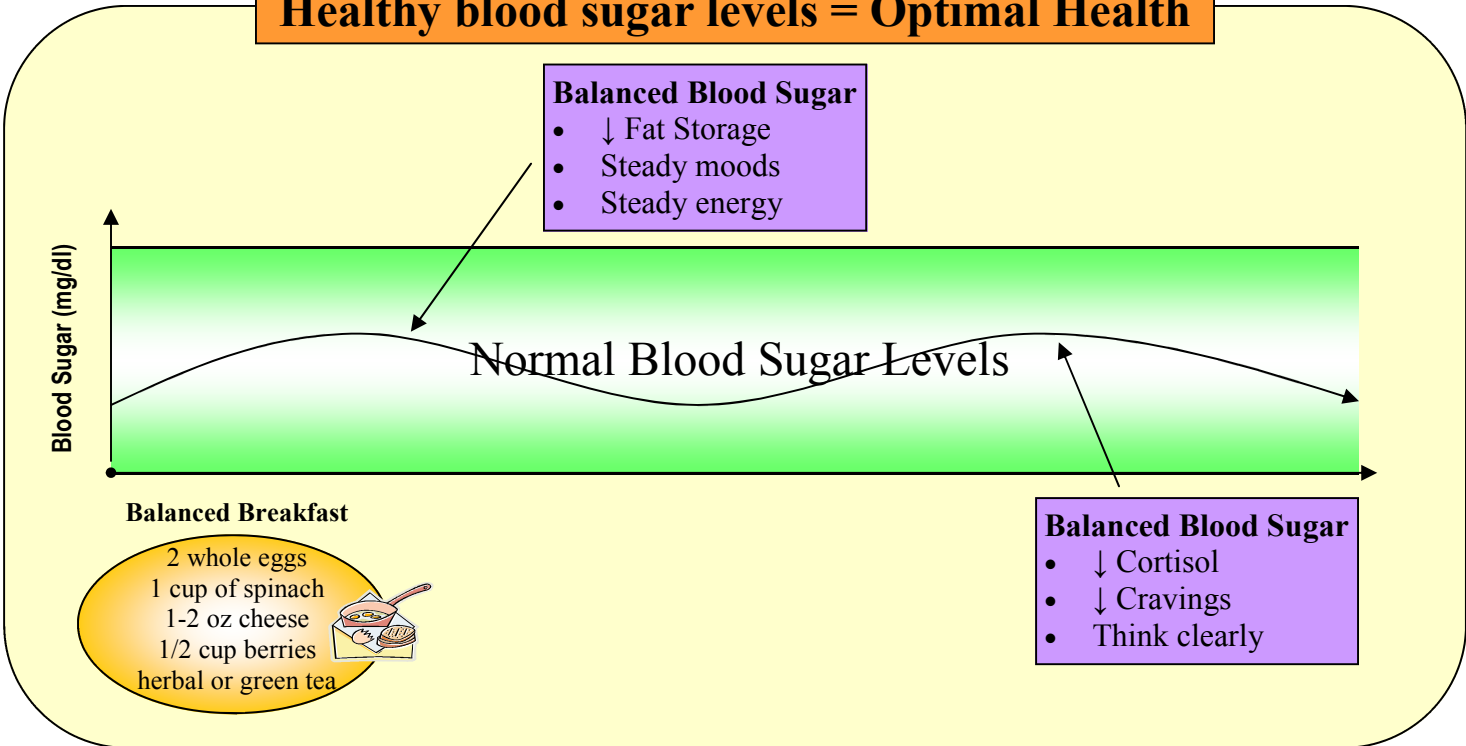 Healthy blood sugar levels = Optimal Health
Balanced Blood Sugar
• ↓ Fat Storage
• Steady moods
• Steady energy
Blood Sugar (mg/dl)
Normal Blood Sugar Levels
Balanced Breakfast
2 whole eggs
1 cup of spinach
1-2 oz cheese
1/2 cup berries
herbal or green tea
Balanced Blood Sugar
• ↓ Cortisol
• ↓ Cravings
• Think clearly